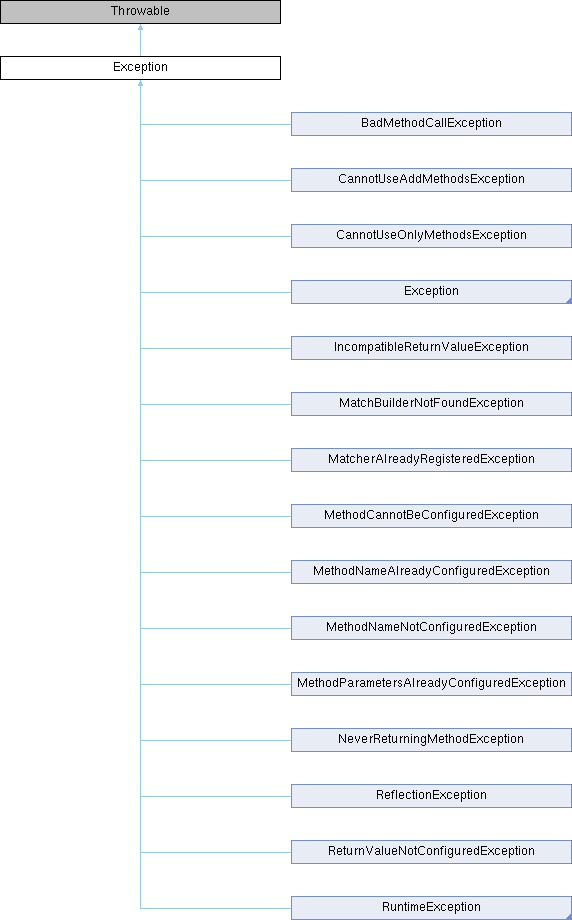 Throwable
Exception
BadMethodCallException
CannotUseAddMethodsException
CannotUseOnlyMethodsException
Exception
IncompatibleReturnValueException
MatchBuilderNotFoundException
MatcherAlreadyRegisteredException
MethodCannotBeConfiguredException
MethodNameAlreadyConfiguredException
MethodNameNotConfiguredException
MethodParametersAlreadyConfiguredException
NeverReturningMethodException
ReflectionException
ReturnValueNotConfiguredException
RuntimeException